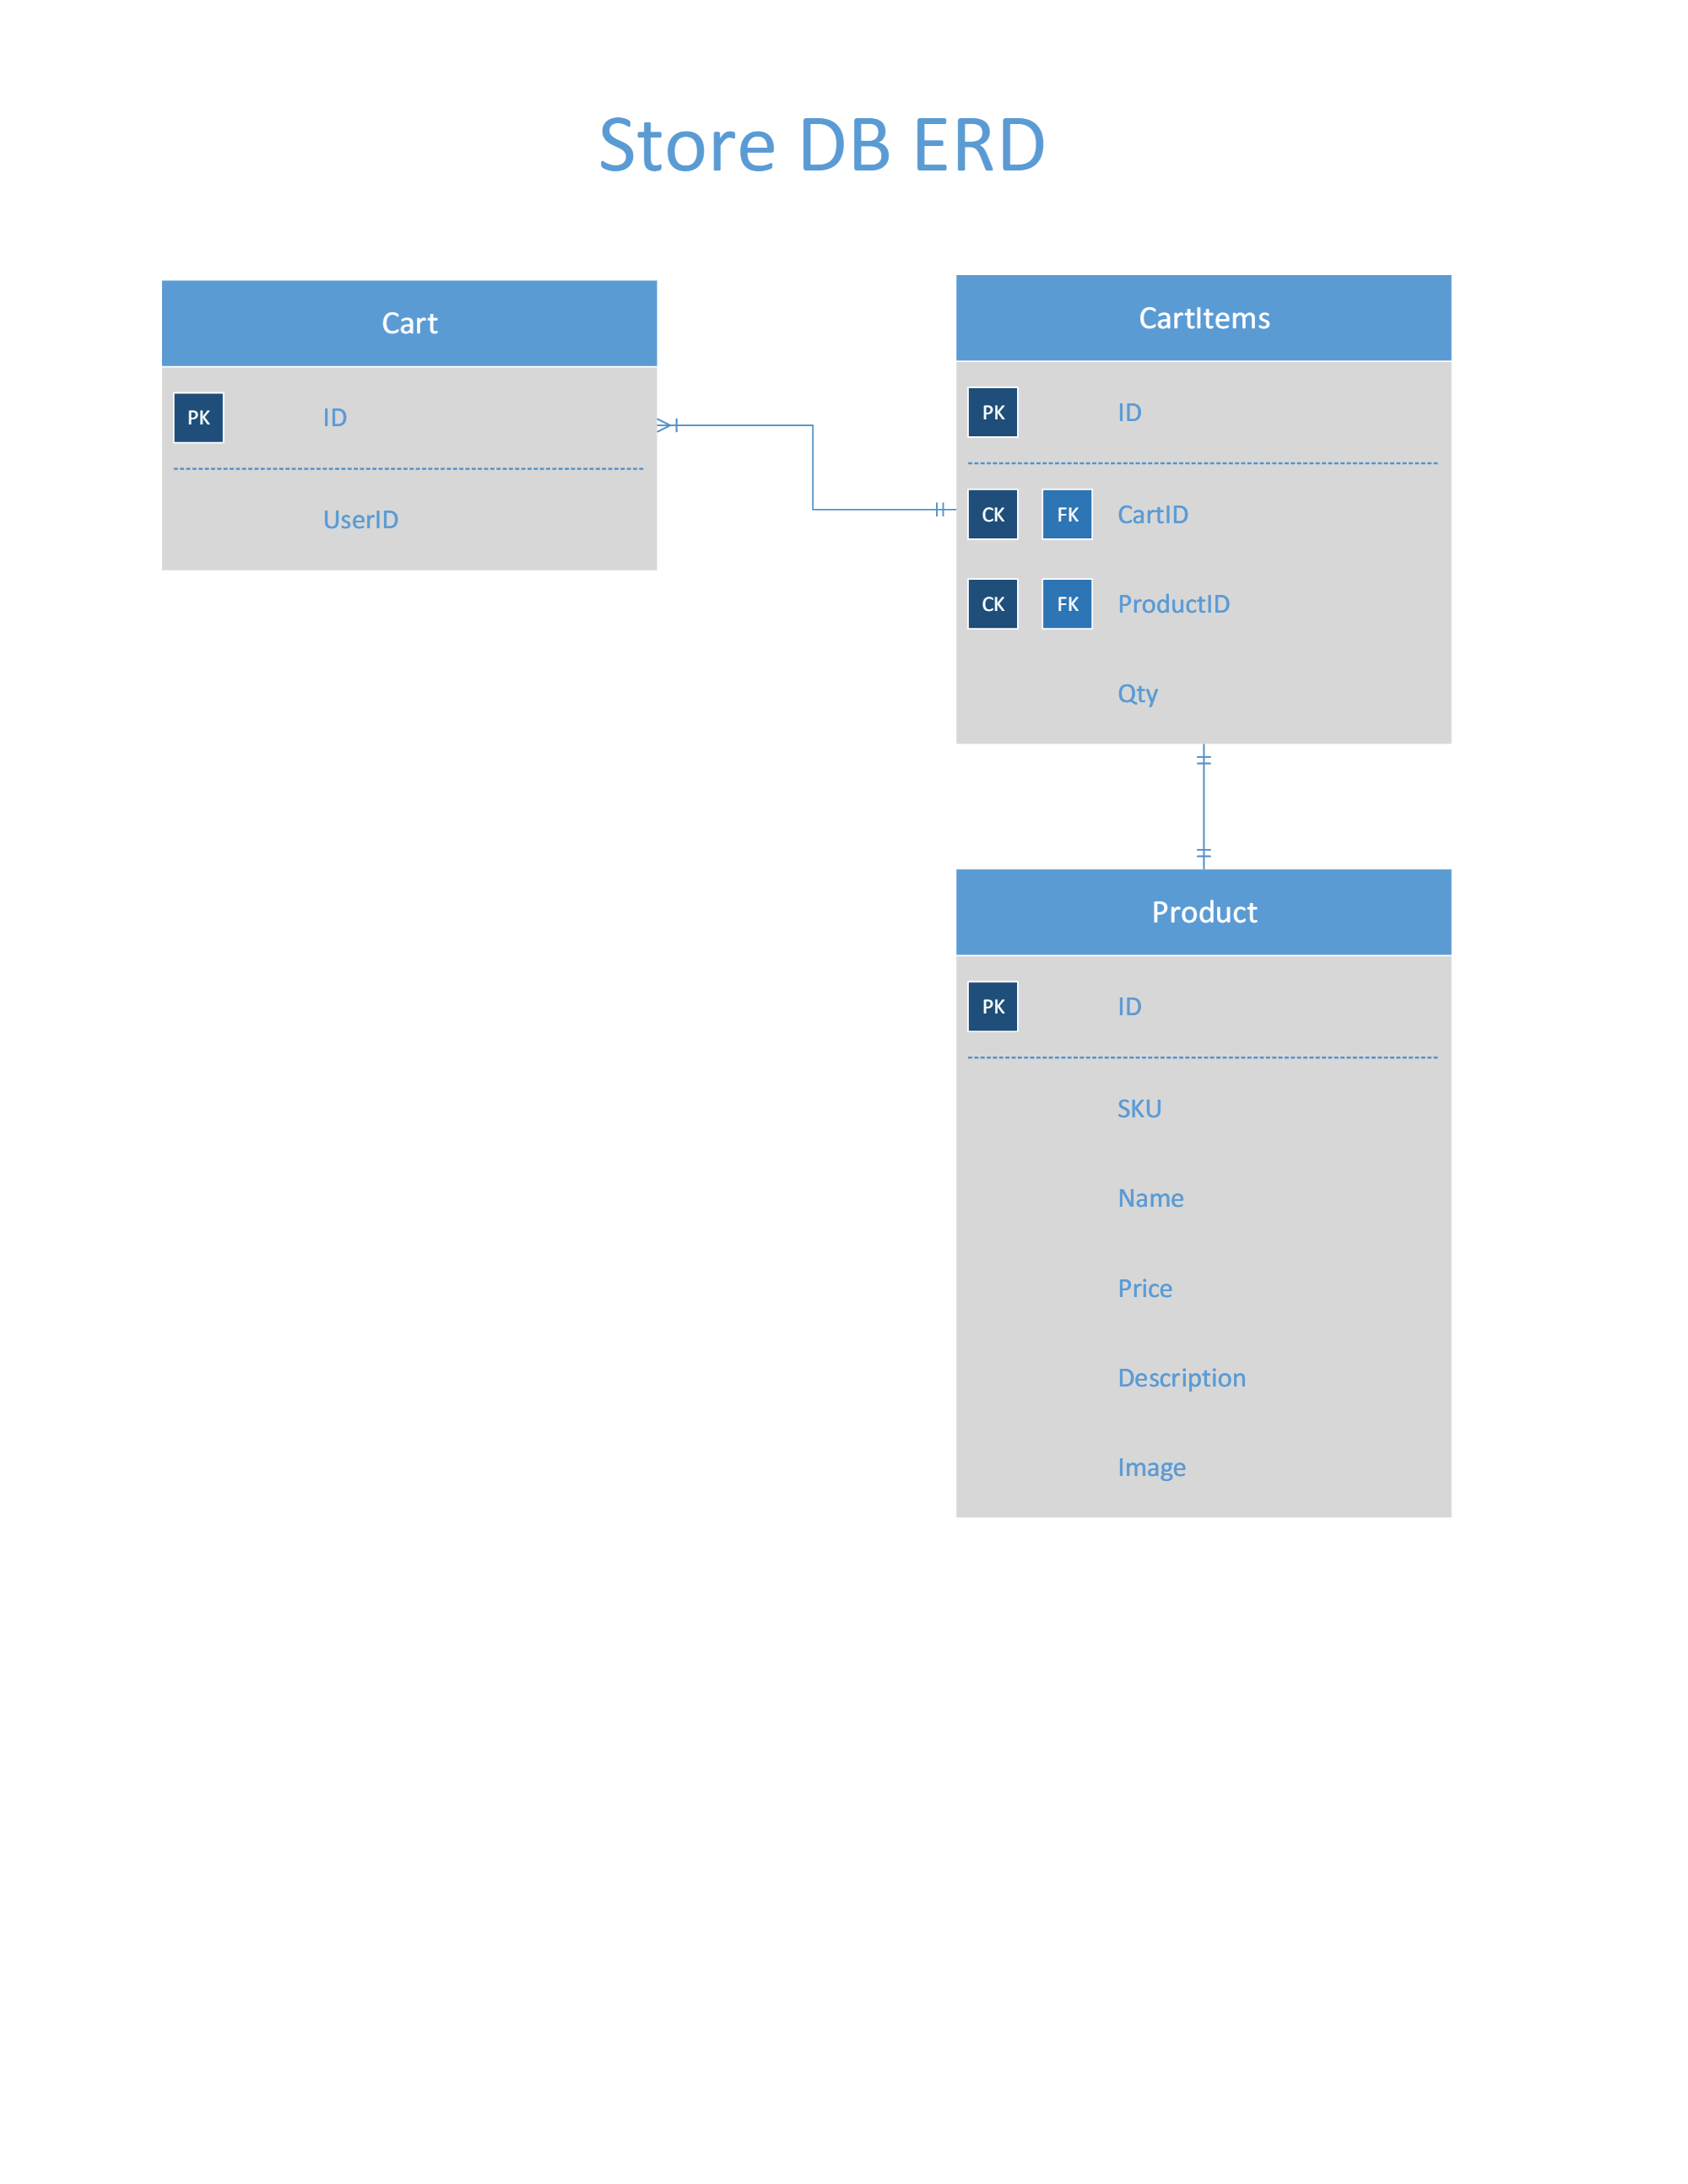 Store DB ERD
Cart
PK ID
UserID
CartItems
PK ID
CK FK CartID
CK FK ProductID
Qty
Product
PK ID
SKU
Name
Price
Description
Image